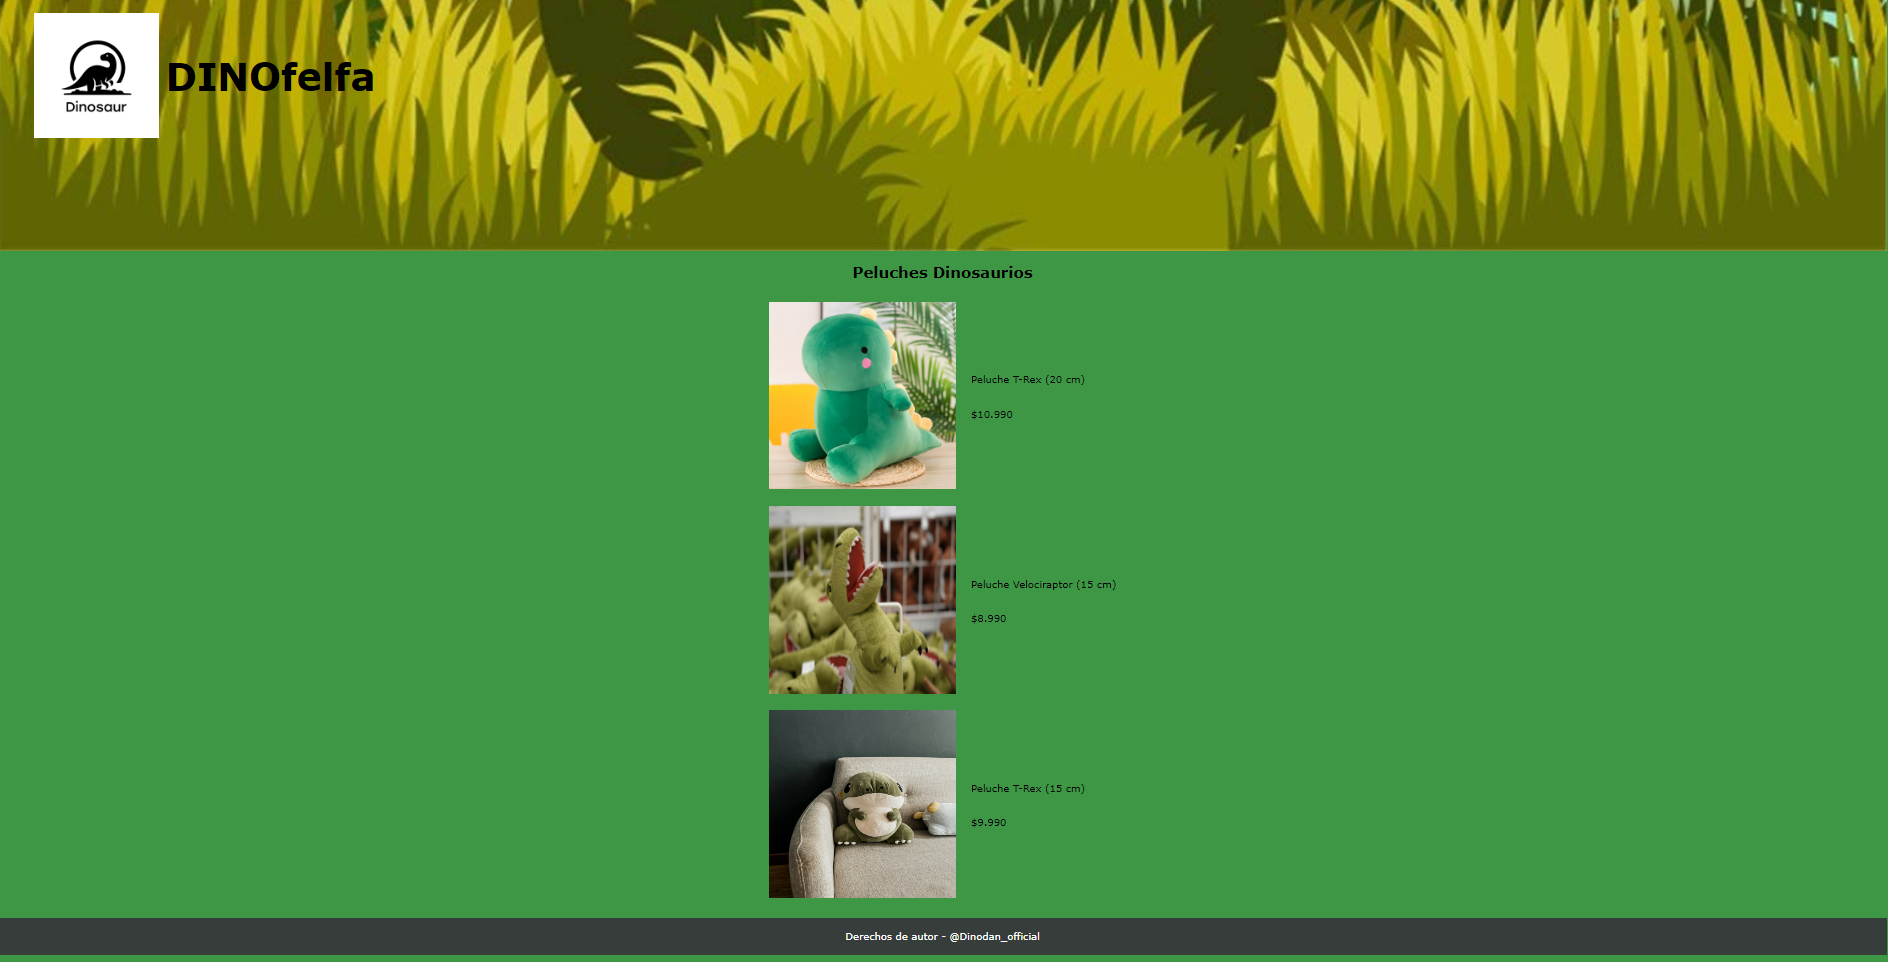 Dinosaur
DINOfelfa
Peluches Dinosaurios
Peluche T-Rex (20 cm)
$10.990
Peluche Velociraptor (15 cm)
$8.990
Peluche T-Rex (15 cm)
$9.990
Derechos de autor - @Dinodan_official